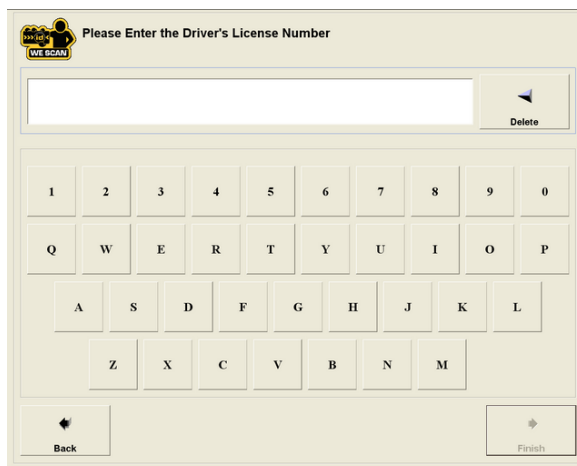 id
WE SCAN
Please Enter the Driver's License Number
Delete
1 2 3 4 5 6 7 8 9 0
Q W E R T Y U I O P
A S D F G H J K L
Z X C V B N M
Back
Finish